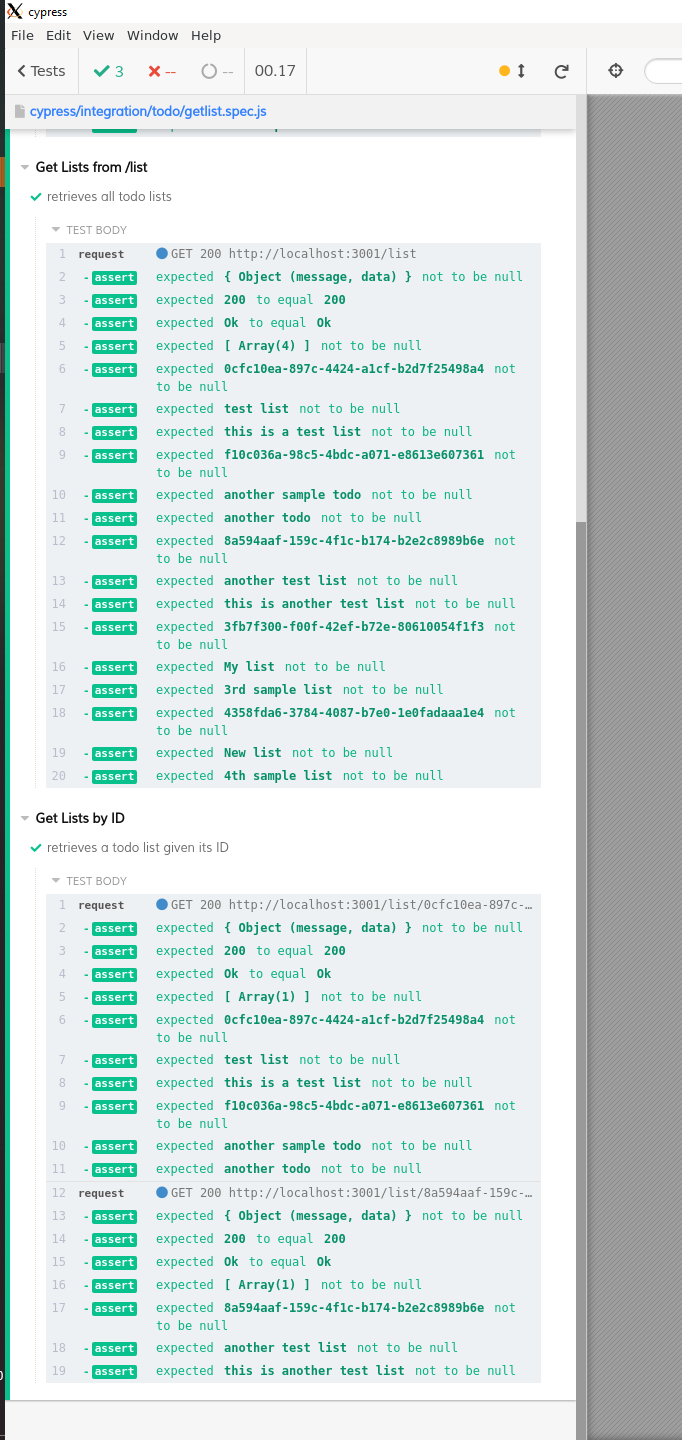 cypress
File Edit View Window Help
Tests 3 -- -- 00.17
cypress/integration/todo/getlist.spec.js
Get Lists from /list
retrieves all todo lists
TEST BODY
1 request GET 200 http://localhost:3001/list
2 -assert expected { Object (message, data) } not to be null
3 -assert expected 200 to equal 200
4 -assert expected Ok to equal Ok
5 -assert expected [ Array(4) ] not to be null
6 -assert expected 0cfc10ea-897c-4424-a1cf-b2d7f25498a4 not
to be null
7 -assert expected test list not to be null
8 -assert expected this is a test list not to be null
9 -assert expected f10c036a-98c5-4bdc-a071-e8613e607361 not
to be null
10 -assert expected another sample todo not to be null
11 -assert expected another todo not to be null
12 -assert expected 8a594aaf-159c-4f1c-b174-b2e2c8989b6e not
to be null
13 -assert expected another test list not to be null
14 -assert expected this is another test list not to be null
15 -assert expected 3fb7f300-f00f-42ef-b72e-80610054f1f3 not
to be null
16 -assert expected My list not to be null
17 -assert expected 3rd sample list not to be null
18 -assert expected 4358fda6-3784-4087-b7e0-1e0fadaaa1e4 not
to be null
19 -assert expected New list not to be null
20 -assert expected 4th sample list not to be null
Get Lists by ID
retrieves a todo list given its ID
TEST BODY
1 request GET 200 http://localhost:3001/list/0cfc10ea-897c-…
2 -assert expected { Object (message, data) } not to be null
3 -assert expected 200 to equal 200
4 -assert expected Ok to equal Ok
5 -assert expected [ Array(1) ] not to be null
6 -assert expected 0cfc10ea-897c-4424-a1cf-b2d7f25498a4 not
to be null
7 -assert expected test list not to be null
8 -assert expected this is a test list not to be null
9 -assert expected f10c036a-98c5-4bdc-a071-e8613e607361 not
to be null
10 -assert expected another sample todo not to be null
11 -assert expected another todo not to be null
12 request GET 200 http://localhost:3001/list/8a594aaf-159c-…
13 -assert expected { Object (message, data) } not to be null
14 -assert expected 200 to equal 200
15 -assert expected Ok to equal Ok
16 -assert expected [ Array(1) ] not to be null
17 -assert expected 8a594aaf-159c-4f1c-b174-b2e2c8989b6e not
to be null
18 -assert expected another test list not to be null
19 -assert expected this is another test list not to be null